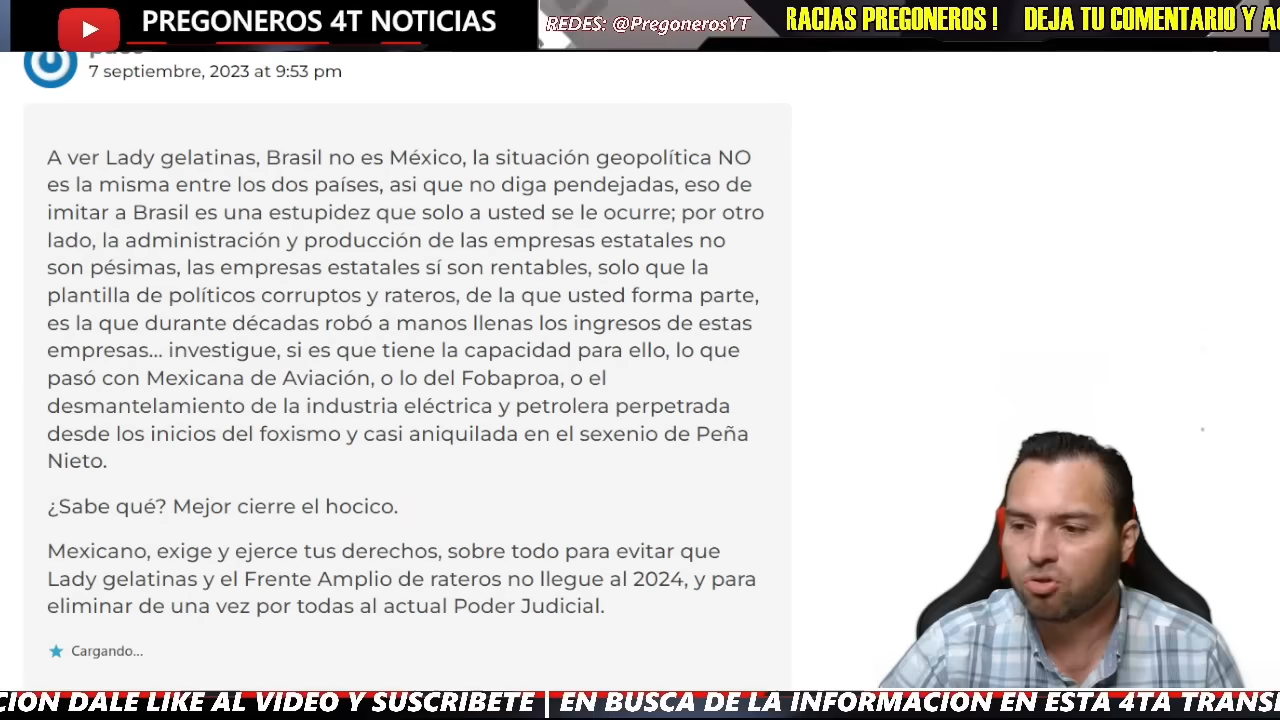 PREGONEROS 4T NOTICIAS
REDES: @PregonerosYT
RACIAS PREGONEROS ! DEJA TU COMENTARIO Y
7 septiembre, 2023 at 9:53 pm
A ver Lady gelatinas, Brasil no es México, la situación geopolítica NO
es la misma entre los dos países, asi que no diga pendejadas, eso de
imitar a Brasil es una estupidez que solo a usted se le ocurre; por otro
lado, la administración y producción de las empresas estatales no
son pésimas, las empresas estatales sí son rentables, solo que la
plantilla de políticos corruptos y rateros, de la que usted forma parte,
es la que durante décadas robó a manos llenas los ingresos de estas
empresas... investigue, si es que tiene la capacidad para ello, lo que
pasó con Mexicana de Aviación, o lo del Fobaproa, o el
desmantelamiento de la industria eléctrica y petrolera perpetrada
desde los inicios del foxismo y casi aniquilada en el sexenio de Peña
Nieto.
¿Sabe qué? Mejor cierre el hocico.
Mexicano, exige y ejerce tus derechos, sobre todo para evitar que
Lady gelatinas y el Frente Amplio de rateros no llegue al 2024, y para
eliminar de una vez por todas al actual Poder Judicial.
Cargando...
CION DALE LIKE AL VIDEO Y SUSCRIBETE | EN BUSCA DE LA INFORMACION EN ESTA 4TA TRANS